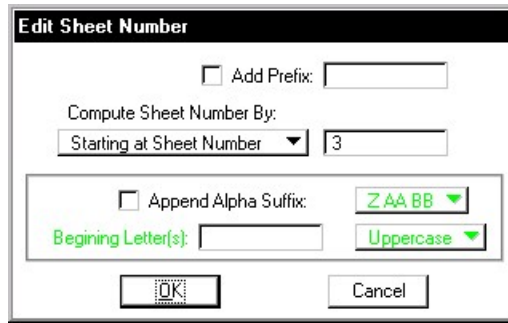 Edit Sheet Number
Add Prefix:
Compute Sheet Number By:
Starting at Sheet Number 3
Append Alpha Suffix: Z AA BB
Begining Letter(s): Uppercase
OK Cancel